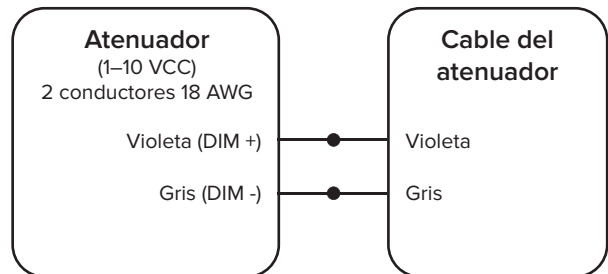 Atenuador
(1–10 VCC)
2 conductores 18 AWG
Violeta (DIM +)
Gris (DIM -)
Cable del
atenuador
Violeta
Gris